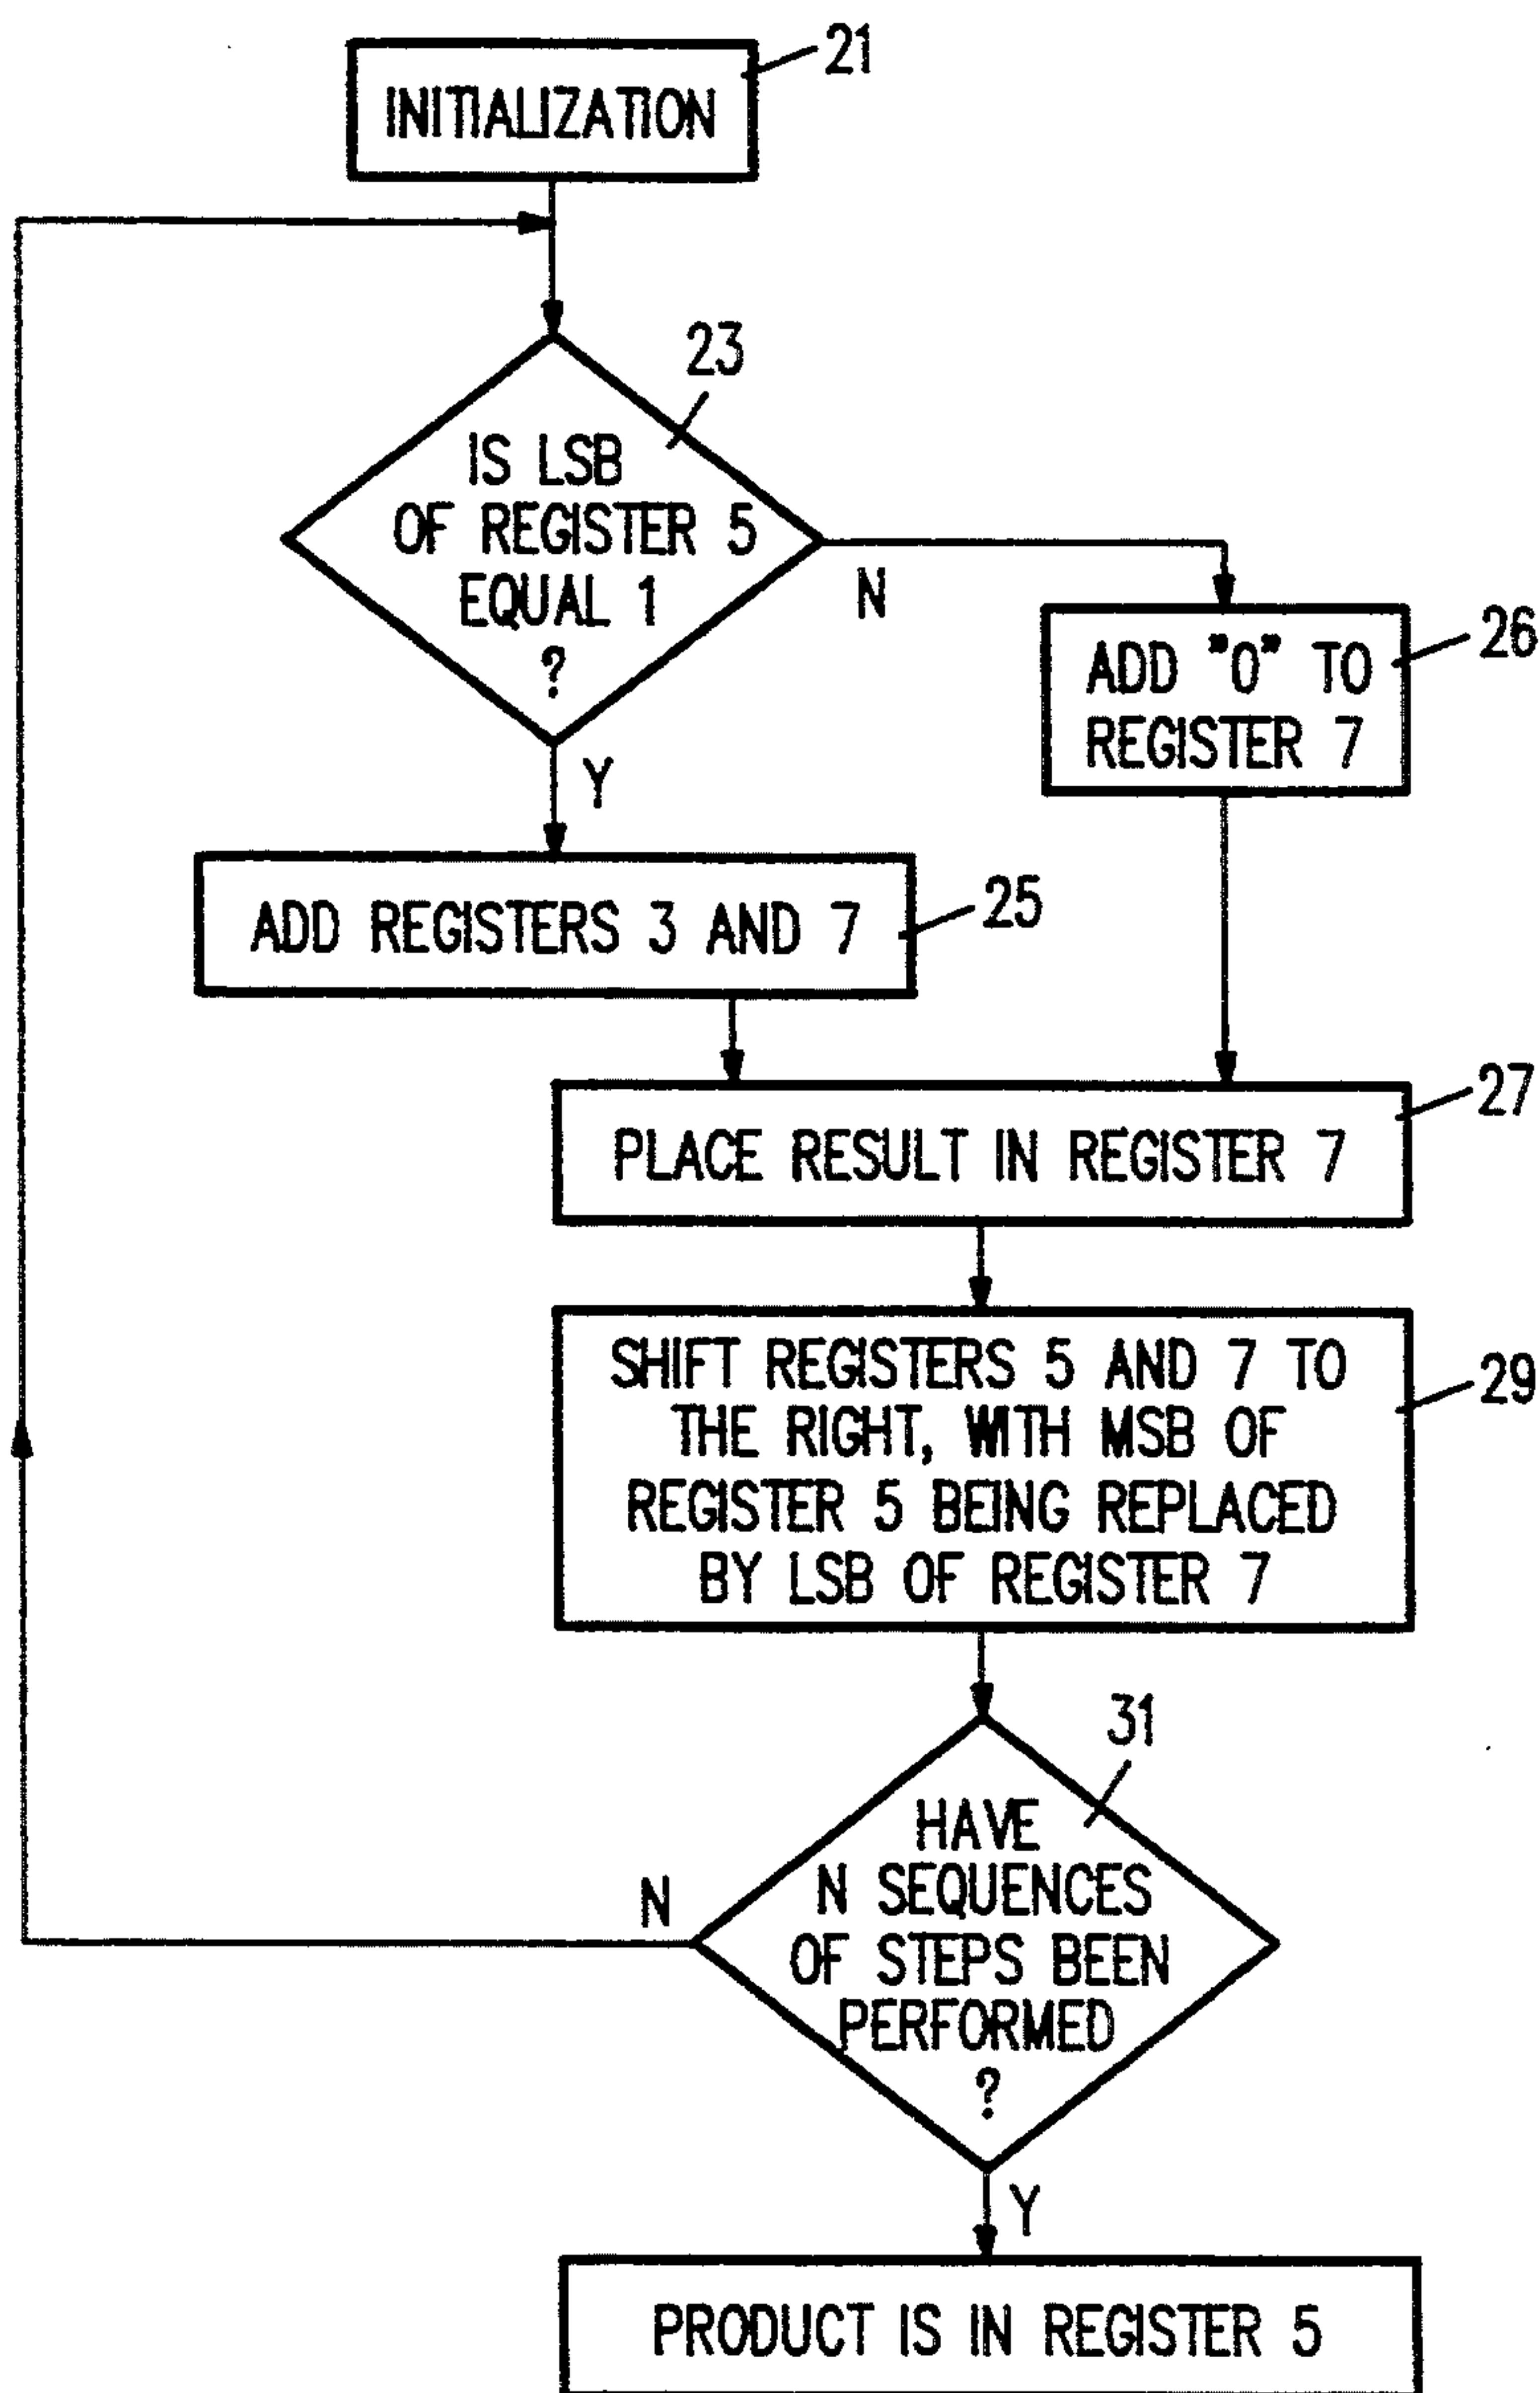 21
INITIALIZATION
23
IS LSB
OF REGISTER 5
EQUAL 1
?
N
Y
ADD "0" TO
REGISTER 7
26
ADD REGISTERS 3 AND 7
25
PLACE RESULT IN REGISTER 7
27
SHIFT REGISTERS 5 AND 7 TO
THE RIGHT, WITH MSB OF
REGISTER 5 BEING REPLACED
BY LSB OF REGISTER 7
29
31
HAVE
N SEQUENCES
OF STEPS BEEN
PERFORMED
?
N
Y
PRODUCT IS IN REGISTER 5